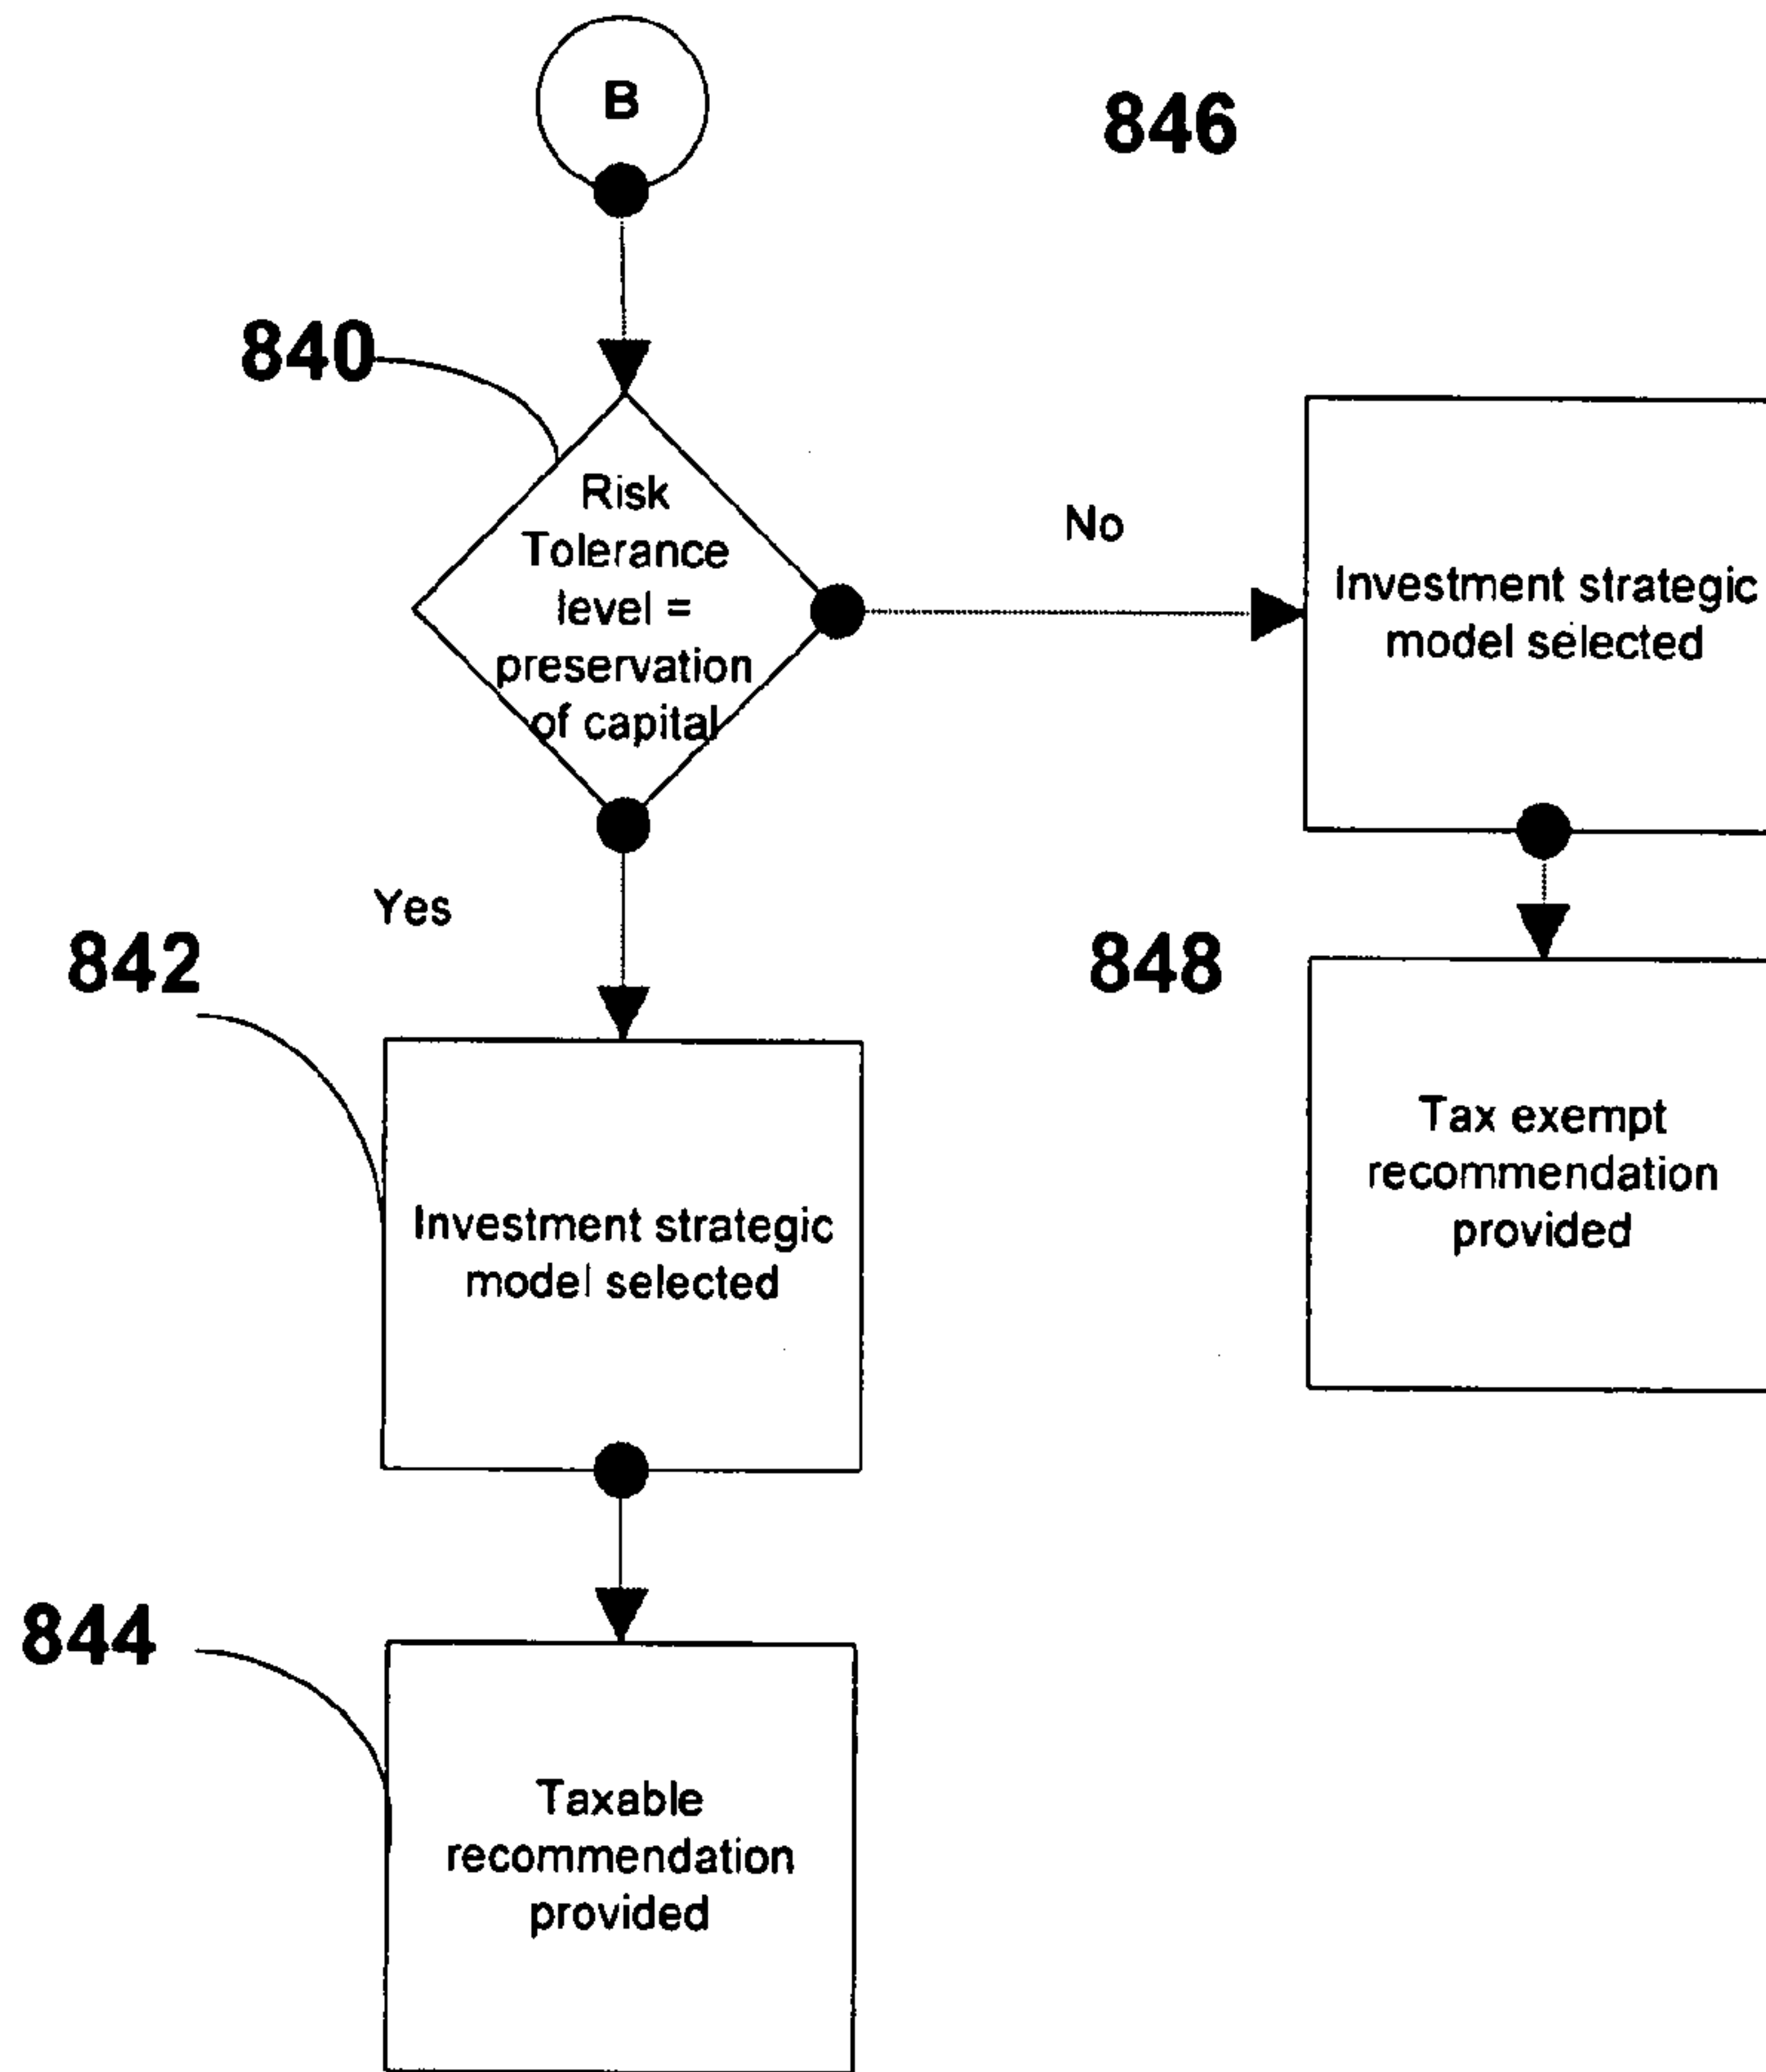 B
846
840
Risk
Tolerance
level =
preservation
of capital
No
Investment strategic
model selected
Yes
842
848
Tax exempt
recommendation
provided
Investment strategic
model selected
844
Taxable
recommendation
provided